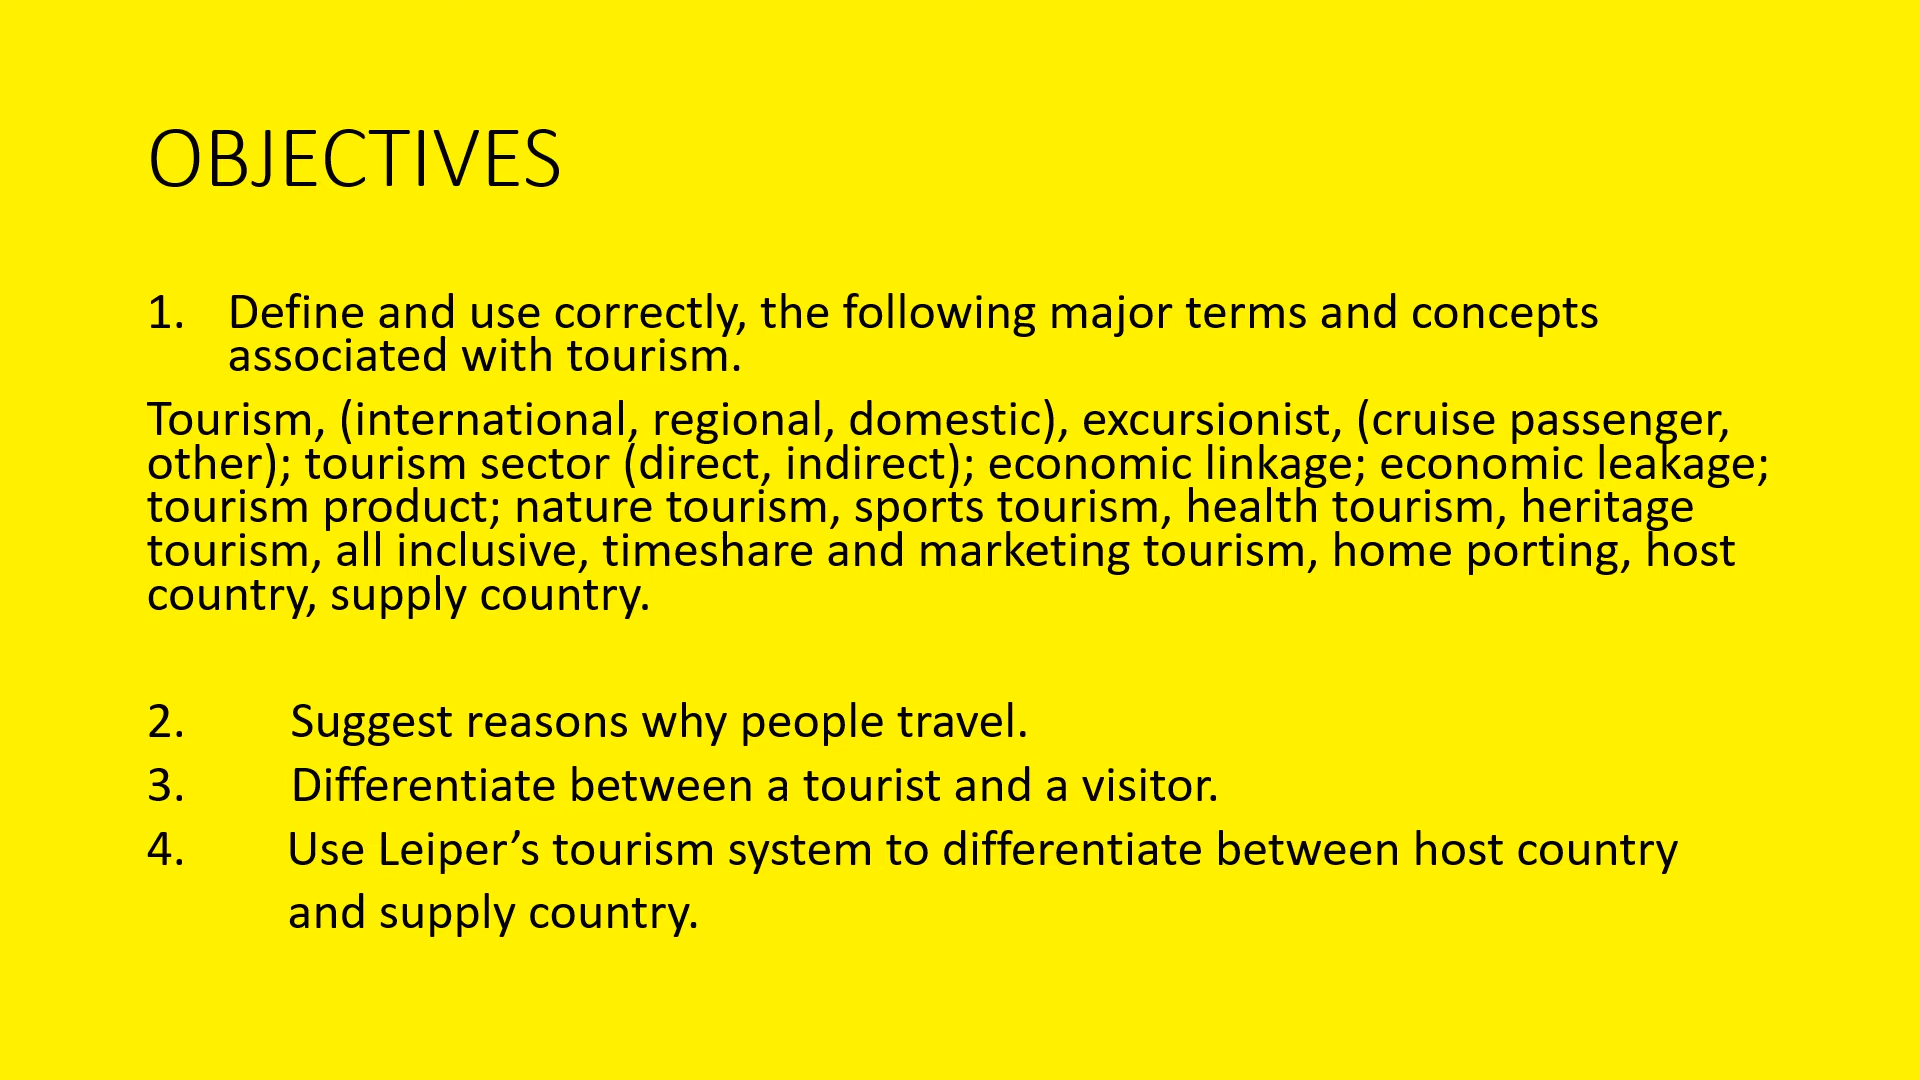 OBJECTIVES
1. Define and use correctly, the following major terms and concepts
associated with tourism.
Tourism, (international, regional, domestic), excursionist, (cruise passenger,
other); tourism sector (direct, indirect); economic linkage; economic leakage;
tourism product; nature tourism, sports tourism, health tourism, heritage
tourism, all inclusive, timeshare and marketing tourism, home porting, host
country, supply country.
2. Suggest reasons why people travel.
3. Differentiate between a tourist and a visitor.
4. Use Leiper’s tourism system to differentiate between host country
and supply country.